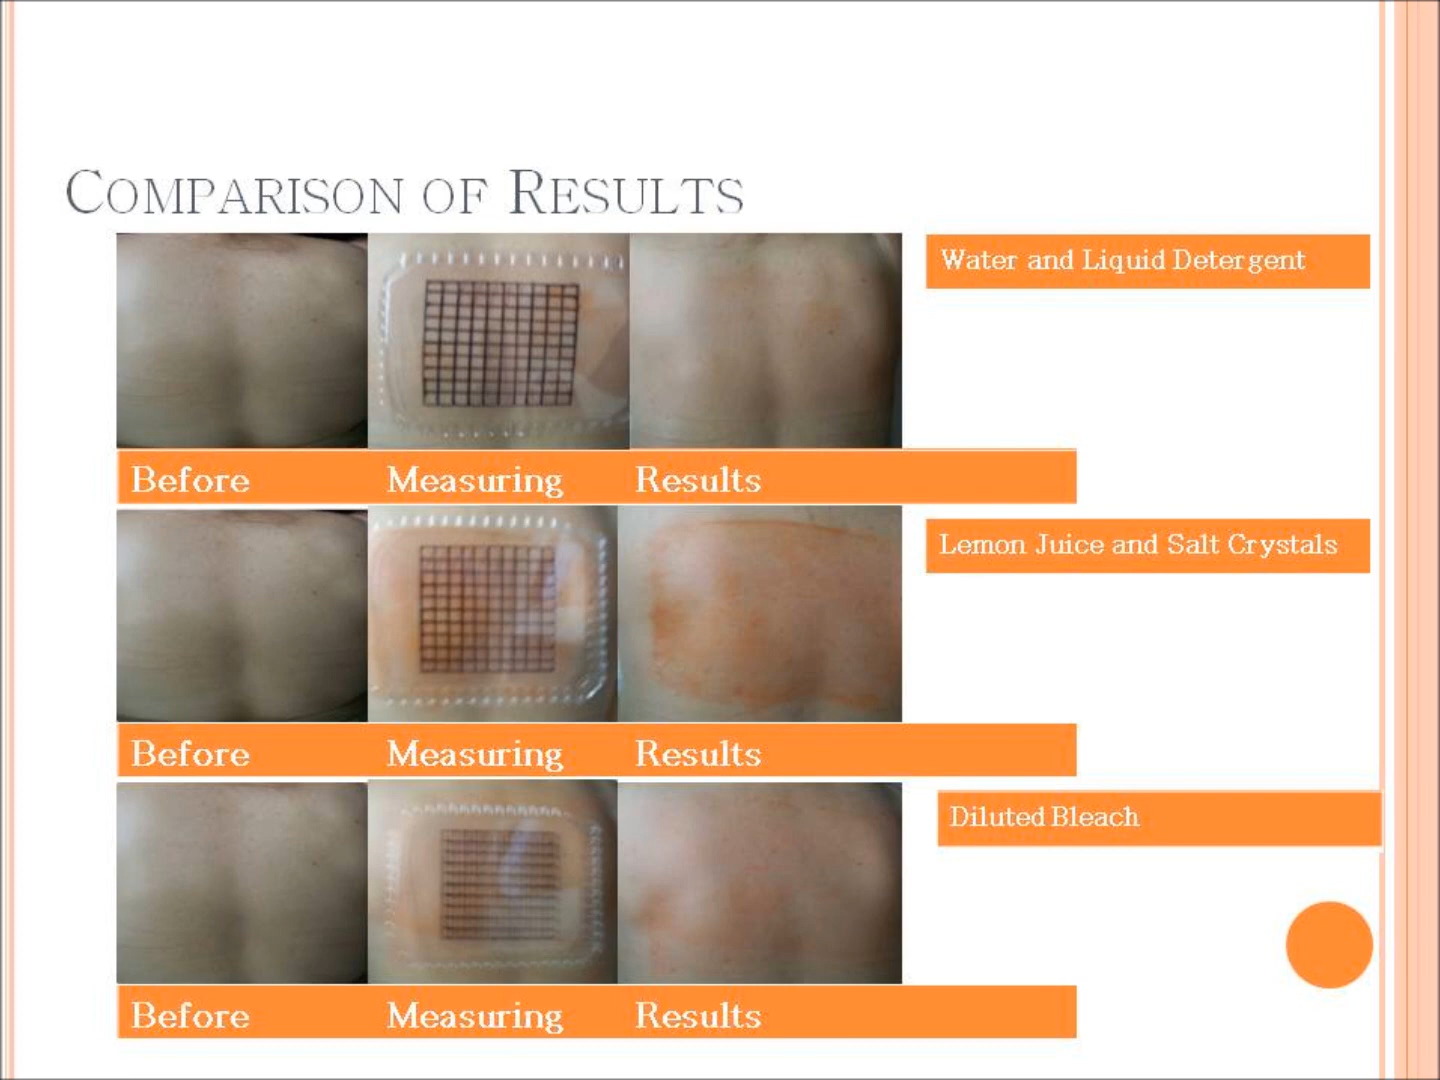 COMPARISON OF RESULTS
Water and Liquid Detergent
Before Measuring Results
Lemon Juice and Salt Crystals
Before Measuring Results
Diluted Bleach
Before Measuring Results